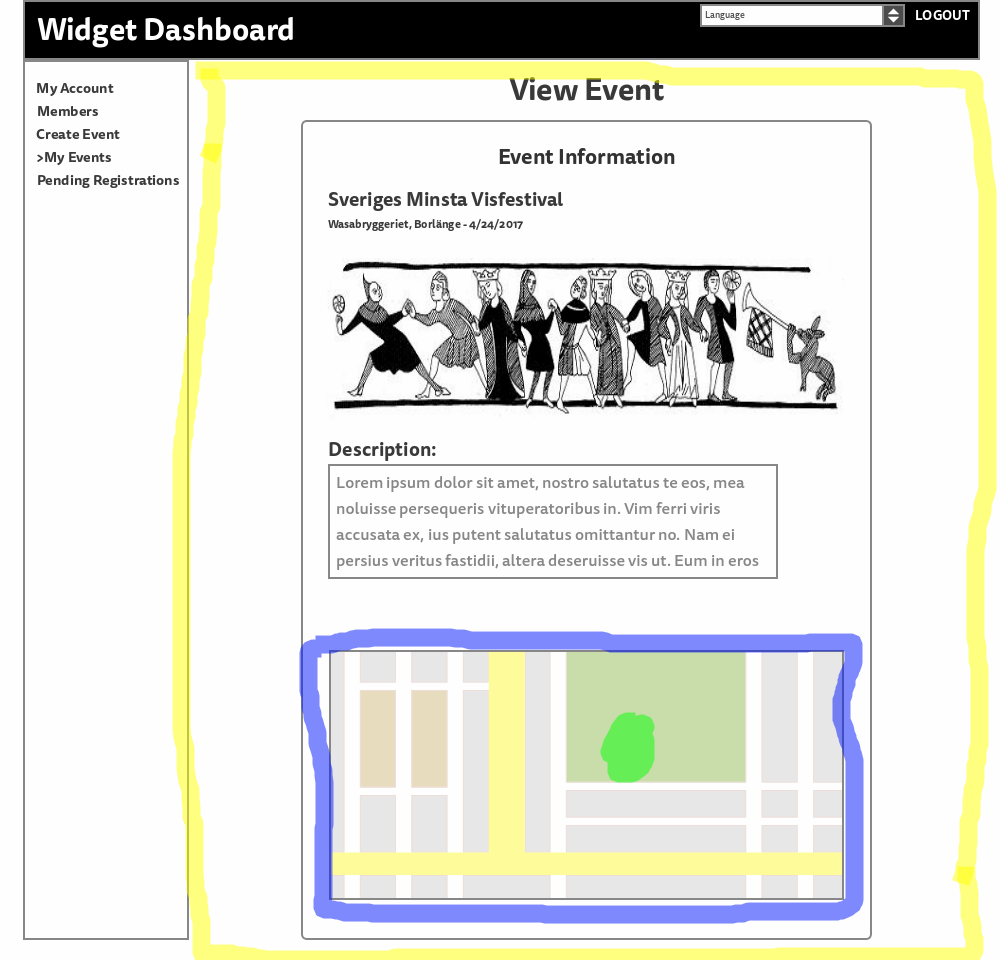 Widget Dashboard
Language
LOGOUT
My Account
Members
Create Event
>My Events
Pending Registrations
View Event
Event Information
Sveriges Minsta Visfestival
Wasabryggeriet, Borlänge - 4/24/2017
Description:
Lorem ipsum dolor sit amet, nostro salutatus te eos, mea
noluisse persequeris vituperatoribus in. Vim ferri viris
accusata ex, ius putent salutatus omittantur no. Nam ei
persius veritus fastidii, altera deseruisse vis ut. Eum in eros